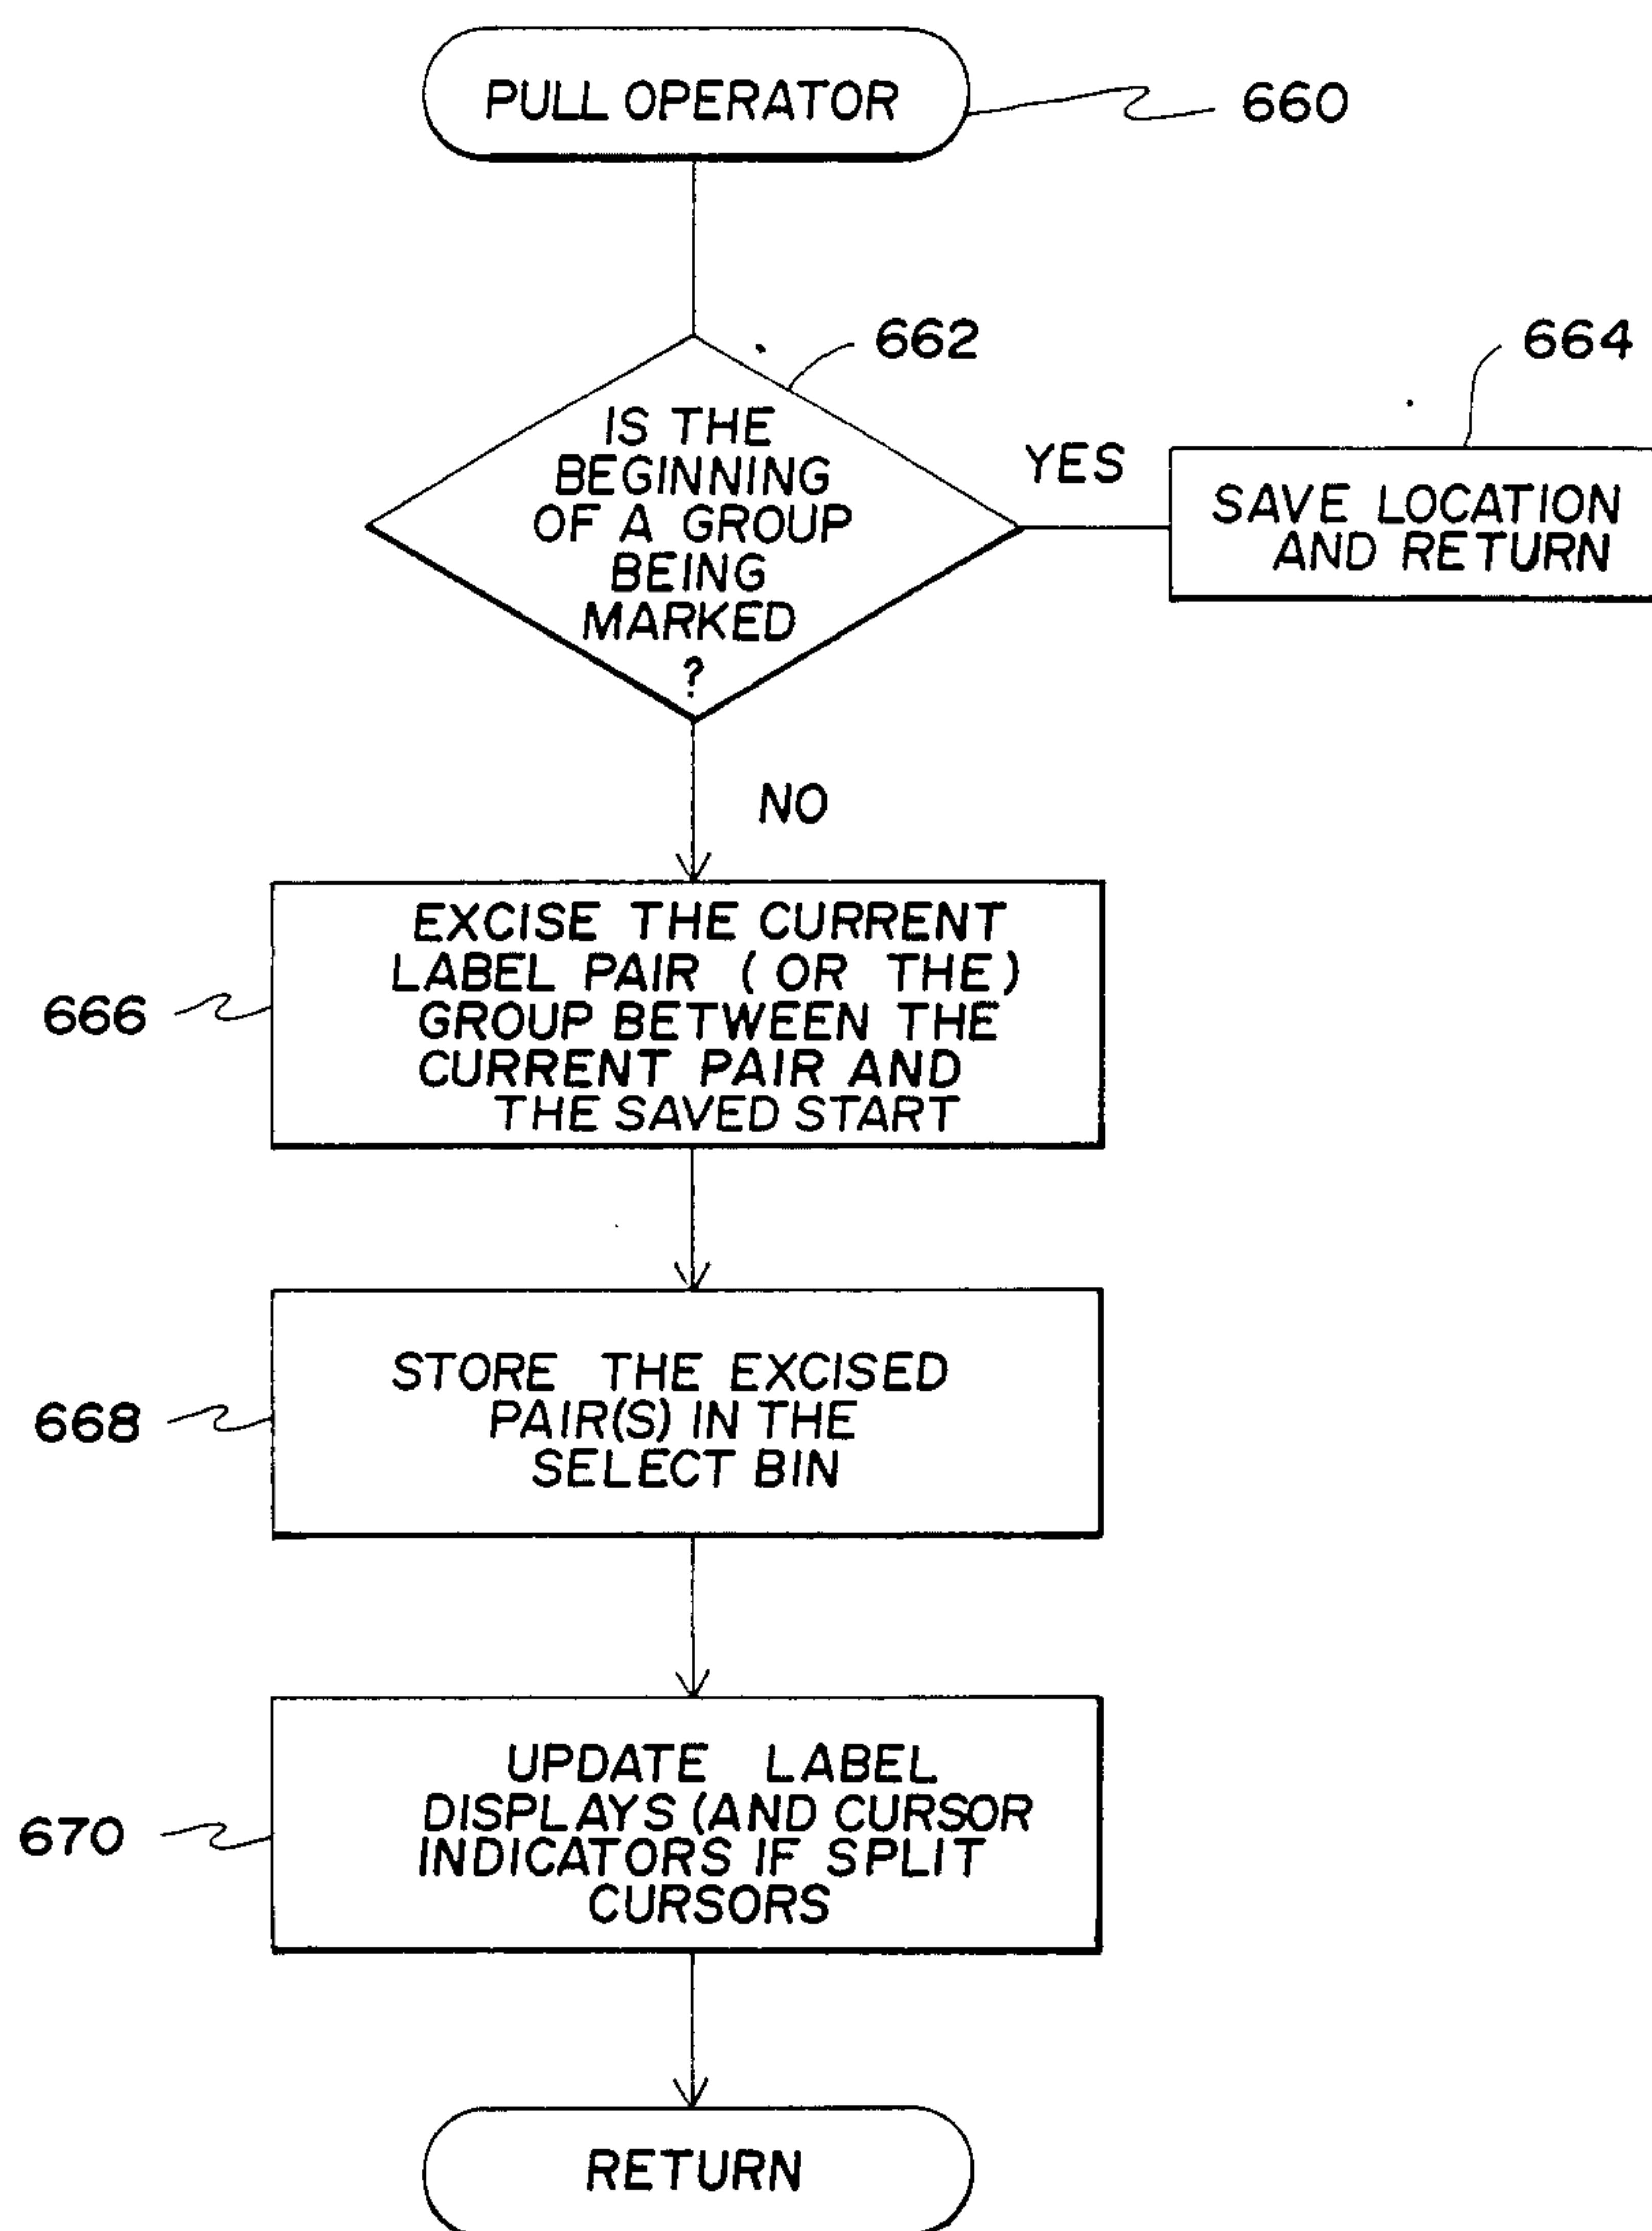 PULL OPERATOR
660
662
664
IS THE
BEGINNING
OF A GROUP
BEING
MARKED
?
YES
SAVE LOCATION
AND RETURN
NO
666
EXCISE THE CURRENT
LABEL PAIR ( OR THE )
GROUP BETWEEN THE
CURRENT PAIR AND
THE SAVED START
668
STORE THE EXCISED
PAIR(S) IN THE
SELECT BIN
670
UPDATE LABEL
DISPLAYS (AND CURSOR
INDICATORS IF SPLIT
CURSORS
RETURN